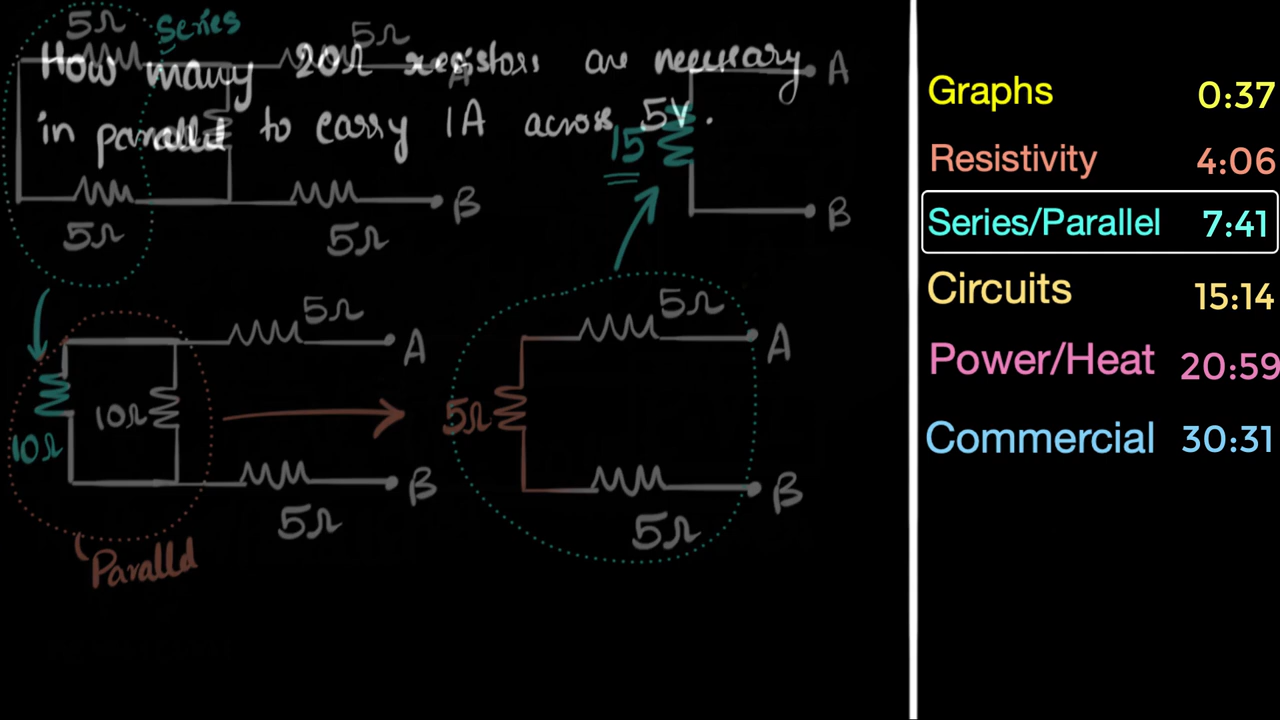 5Ω Series 5Ω
How many 20Ω resistors are necessary
A A
in parallel to carry 1A across 5V.
15
B B
5Ω 5Ω
5Ω 5Ω
A A
10Ω 5Ω
10Ω
B B
5Ω 5Ω
Parallel
Graphs 0:37
Resistivity 4:06
Series/Parallel 7:41
Circuits 15:14
Power/Heat 20:59
Commercial 30:31